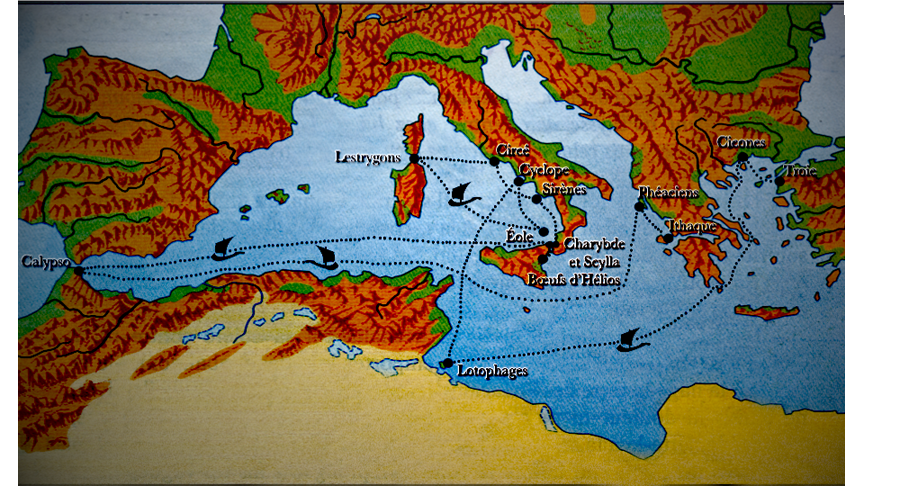 Cicones
Circé
Lestrygons
Cyclope
Troie
Sirènes
Phéaciens
Ithaque
Éole
Charybde
et Scylla
Calypso
Bœufs d'Hélios
Lotophages